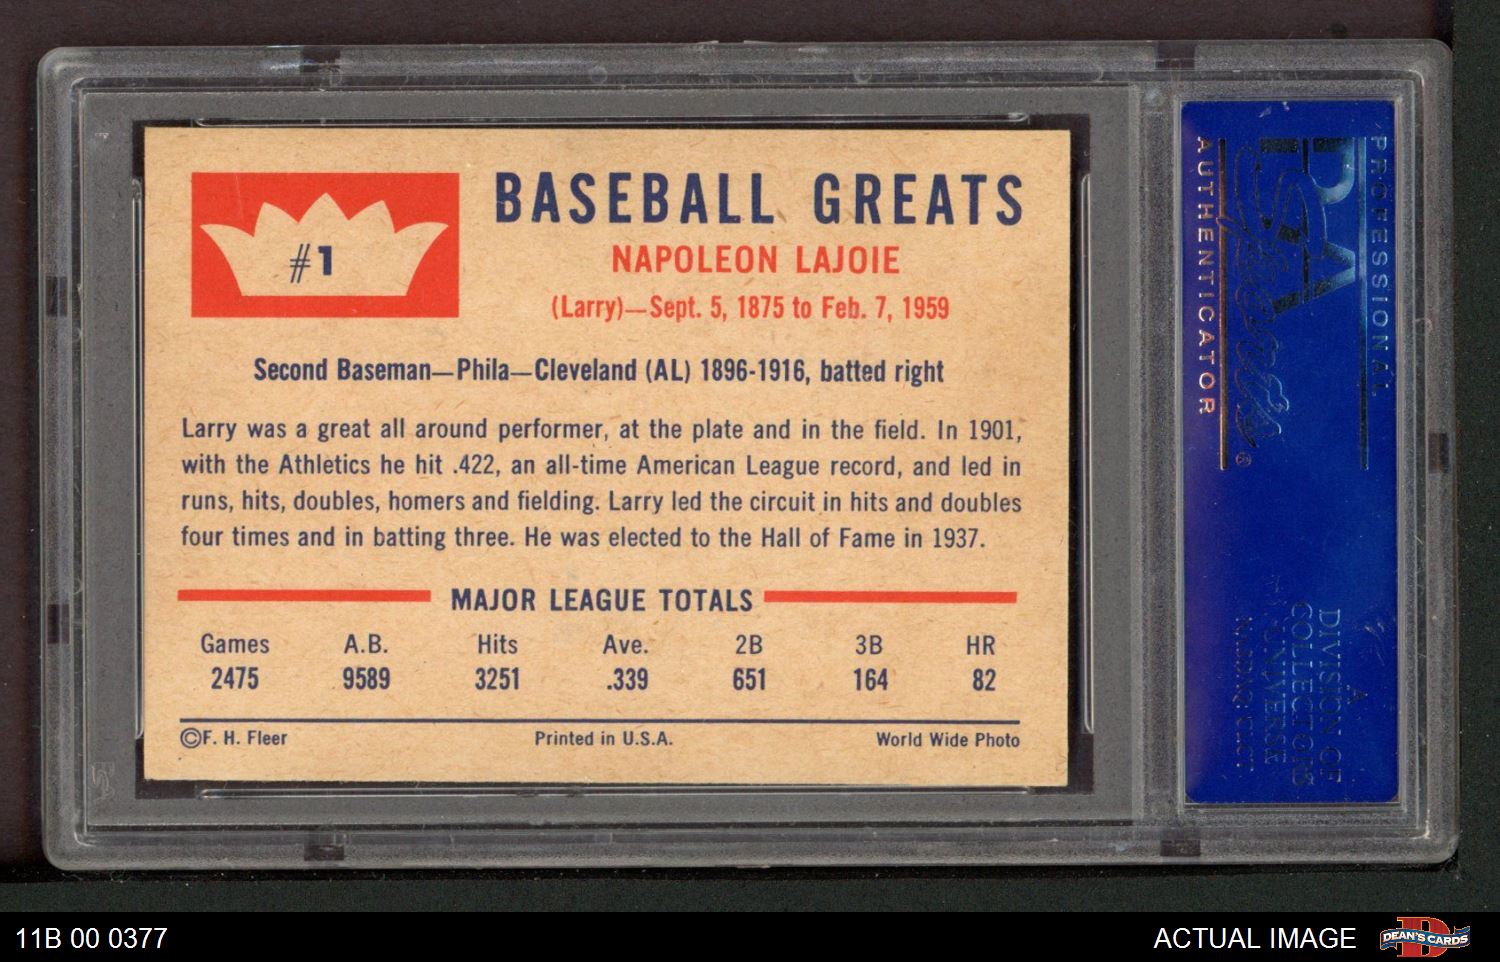 #1
BASEBALL GREATS
NAPOLEON LAJOIE
(Larry)—Sept. 5, 1875 to Feb. 7, 1959
Second Baseman—Phila—Cleveland (AL) 1896-1916, batted right
Larry was a great all around performer, at the plate and in the field. In 1901,
with the Athletics he hit .422, an all-time American League record, and led in
runs, hits, doubles, homers and fielding. Larry led the circuit in hits and doubles
four times and in batting three. He was elected to the Hall of Fame in 1937.
MAJOR LEAGUE TOTALS
Games A.B. Hits Ave. 2B 3B HR
2475 9589 3251 .339 651 164 82
©F. H. Fleer Printed in U.S.A. World Wide Photo
PROFESSIONAL
PSA
AUTHENTICATOR
A
DIVISION OF
COLLECTORS
UNIVERSE
11B 00 0377
ACTUAL IMAGE
DEAN'S CARDS